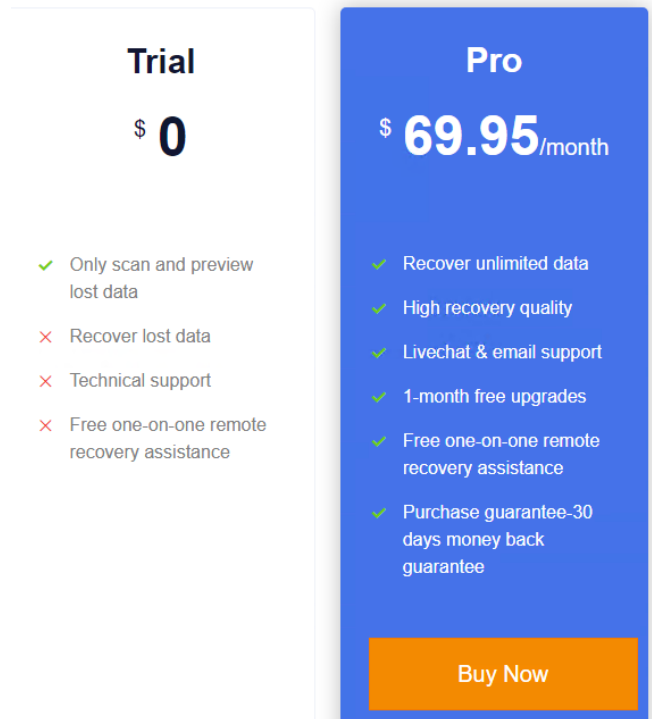 Trial
$ 0
Only scan and preview
lost data
Recover lost data
Technical support
Free one-on-one remote
recovery assistance
Pro
$ 69.95/month
Recover unlimited data
High recovery quality
Livechat & email support
1-month free upgrades
Free one-on-one remote
recovery assistance
Purchase guarantee-30
days money back
guarantee
Buy Now